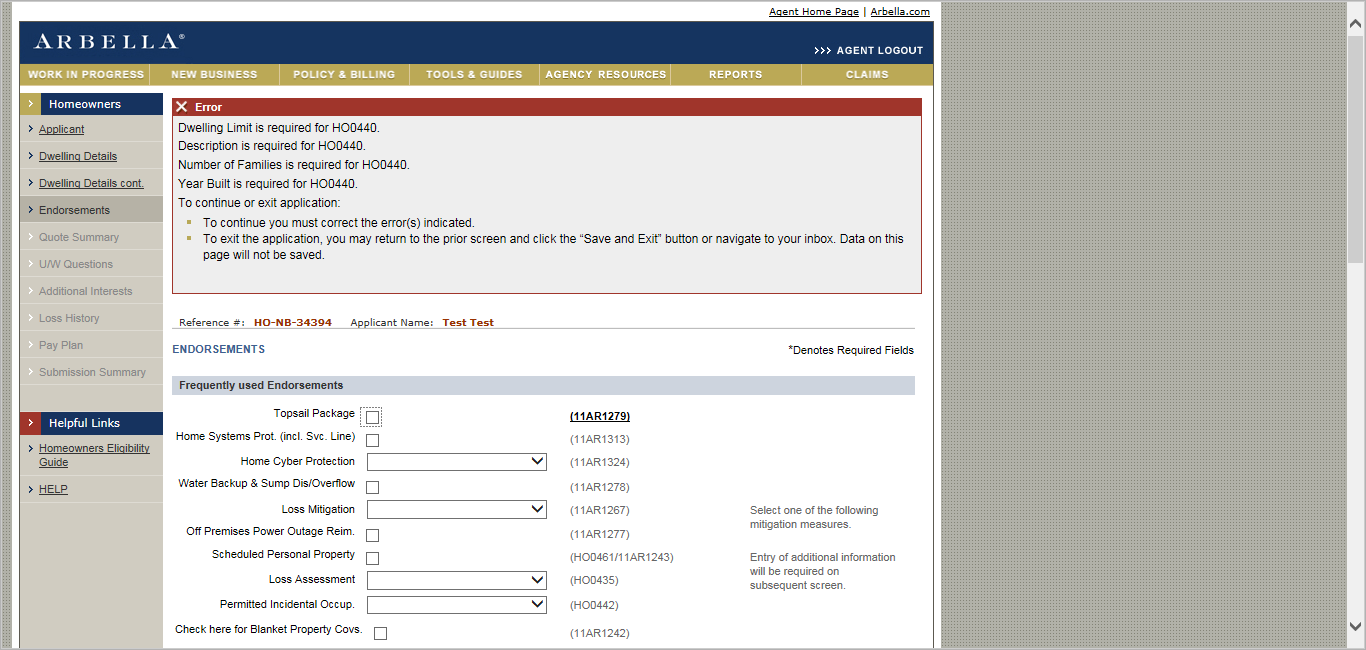 Agent Home Page | Arbella.com
ARBELLA®
>>> AGENT LOGOUT
WORK IN PROGRESS NEW BUSINESS POLICY & BILLING TOOLS & GUIDES AGENCY RESOURCES REPORTS CLAIMS
Homeowners
Applicant
Dwelling Details
Dwelling Details cont.
Endorsements
Quote Summary
U/W Questions
Additional Interests
Loss History
Pay Plan
Submission Summary
Helpful Links
Homeowners Eligibility
Guide
HELP
Error
Dwelling Limit is required for HO0440.
Description is required for HO0440.
Number of Families is required for HO0440.
Year Built is required for HO0440.
To continue or exit application:
To continue you must correct the error(s) indicated.
To exit the application, you may return to the prior screen and click the “Save and Exit” button or navigate to your inbox. Data on this
page will not be saved.
Reference #: HO-NB-34394 Applicant Name: Test Test
ENDORSEMENTS *Denotes Required Fields
Frequently used Endorsements
Topsail Package (11AR1279)
Home Systems Prot. (incl. Svc. Line) (11AR1313)
Home Cyber Protection (11AR1324)
Water Backup & Sump Dis/Overflow (11AR1278)
Loss Mitigation (11AR1267) Select one of the following
mitigation measures.
Off Premises Power Outage Reim. (11AR1277)
Scheduled Personal Property (HO0461/11AR1243) Entry of additional information
will be required on
subsequent screen.
Loss Assessment (HO0435)
Permitted Incidental Occup. (HO0442)
Check here for Blanket Property Covs. (11AR1242)